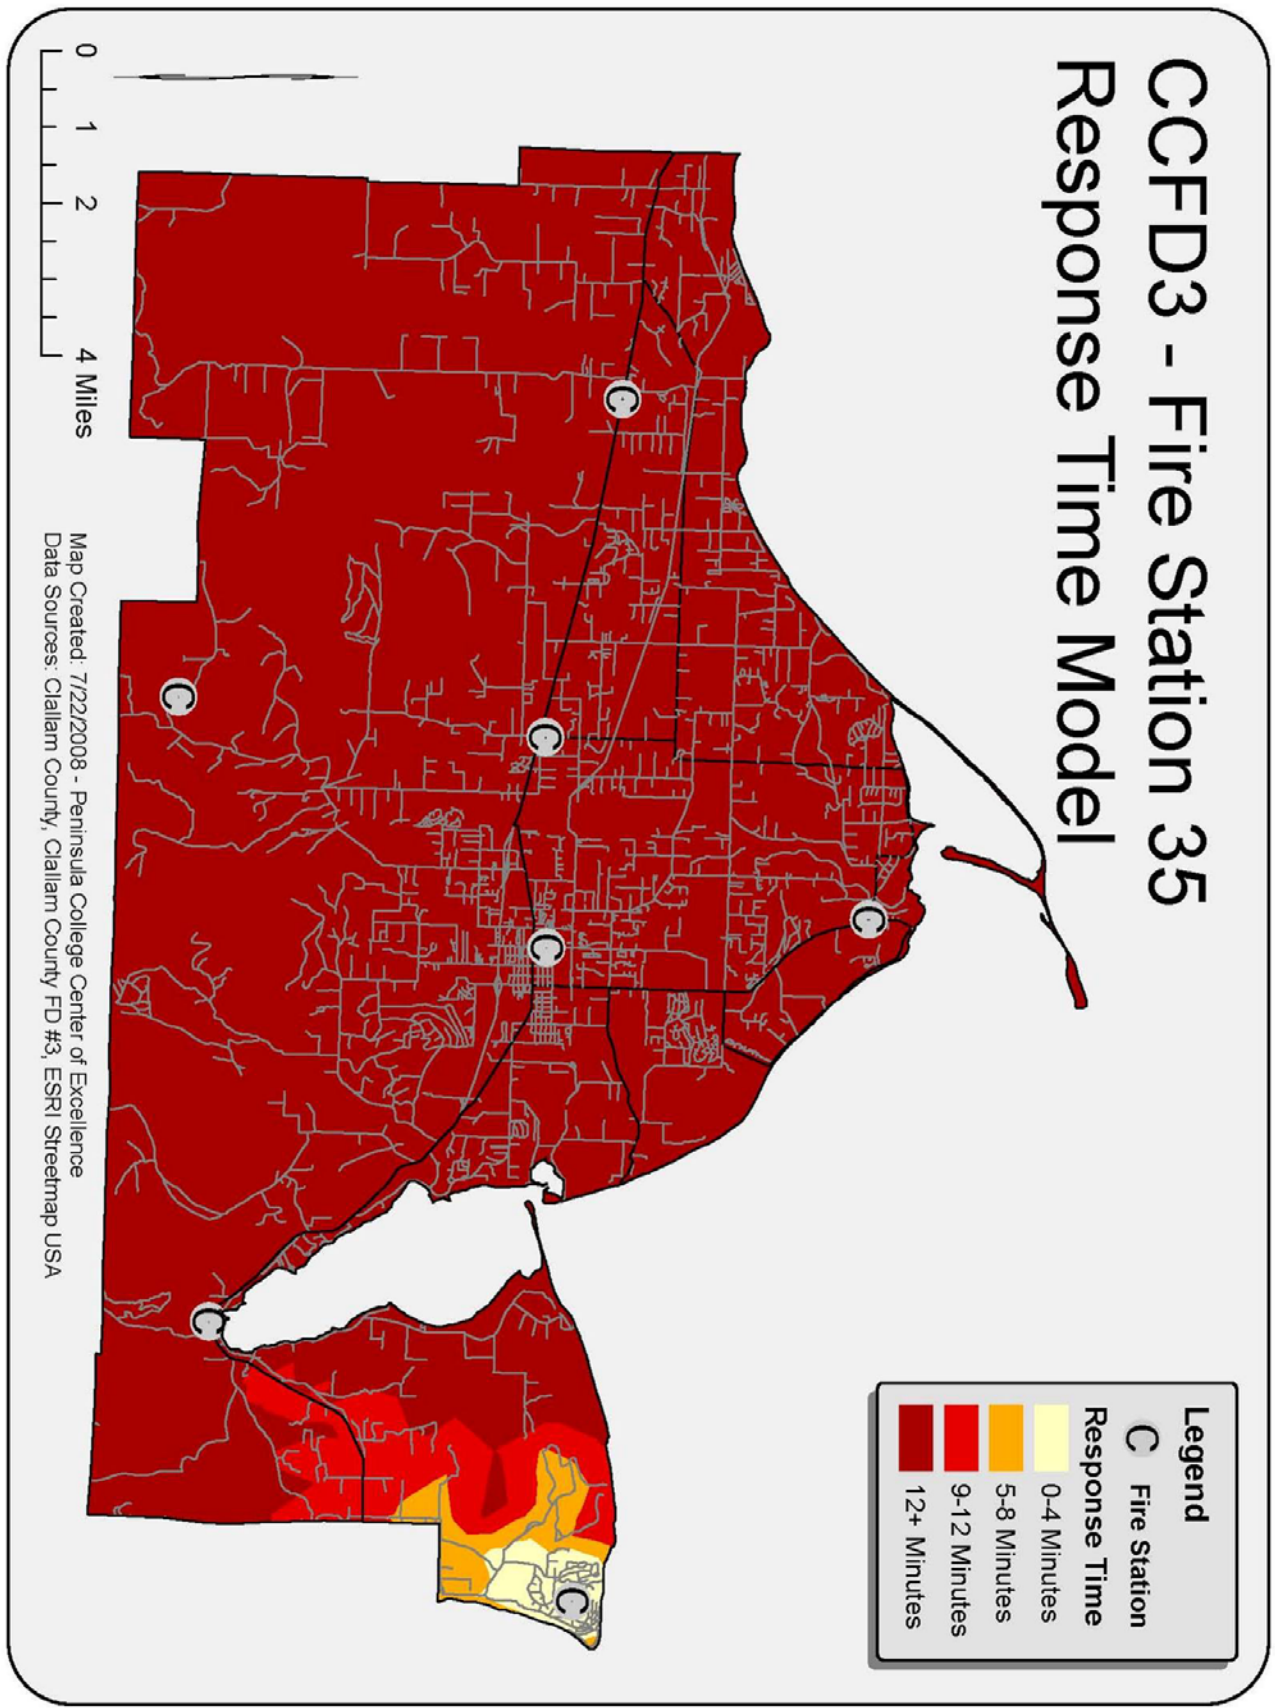 CCFD3 - Fire Station 35
Response Time Model
Legend
C Fire Station
Response Time
0-4 Minutes
5-8 Minutes
9-12 Minutes
12+ Minutes
C
C
C
C
C
C
C
0 1 2 4 Miles
Map Created: 7/22/2008 - Peninsula College Center of Excellence
Data Sources: Clallam County, Clallam County FD #3, ESRI Streetmap USA